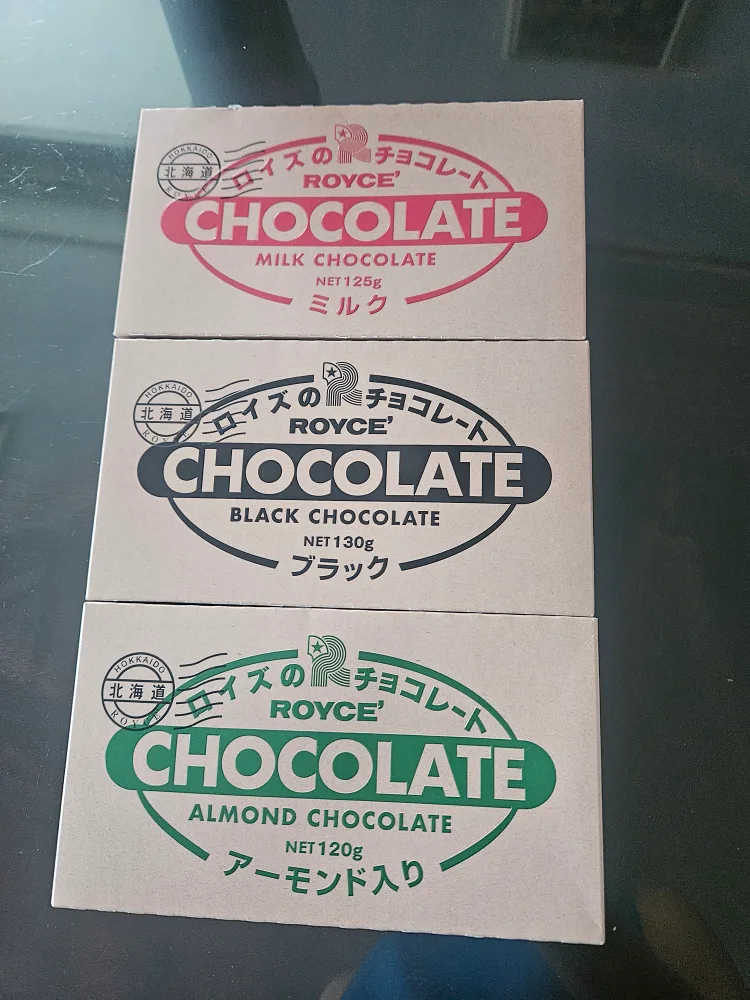 HOKKAIDO
北海道
ROYCE'
ロイズの R チョコレート
ROYCE'
CHOCOLATE
MILK CHOCOLATE
NET125g
ミルク
HOKKAIDO
北海道
ROY
ロイズの R チョコレート
ROYCE'
CHOCOLATE
BLACK CHOCOLATE
NET130g
ブラック
HOKKAIDO
北海道
ROYCE'
ロイズの R チョコレート
ROYCE'
CHOCOLATE
ALMOND CHOCOLATE
NET120g
アーモンド入り